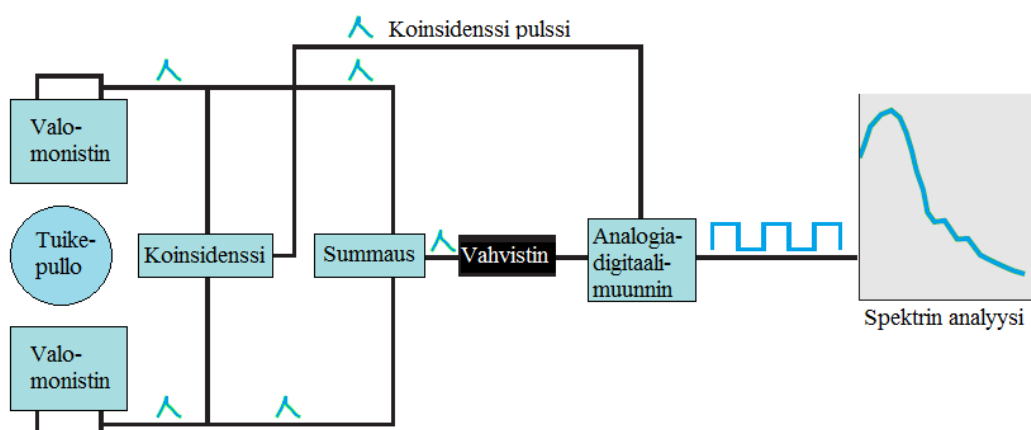 Koinsidenssi pulssi
Valo-
monistin
Tuike-
pullo
Koinsidenssi
Summaus
Vahvistin
Analogia-
digitaali-
muunnin
Spektrin analyysi
Valo-
monistin